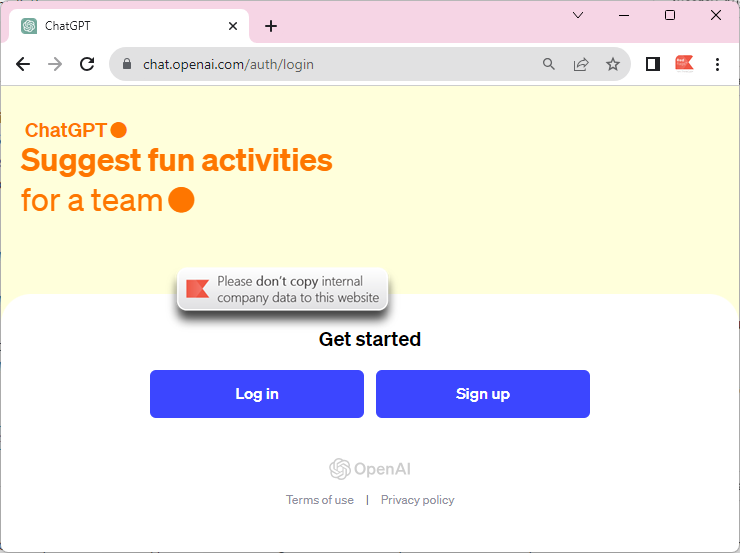 ChatGPT
chat.openai.com/auth/login
ChatGPT
Suggest fun activities
for a team
Please don't copy internal
company data to this website
Get started
Log in
Sign up
OpenAI
Terms of use | Privacy policy